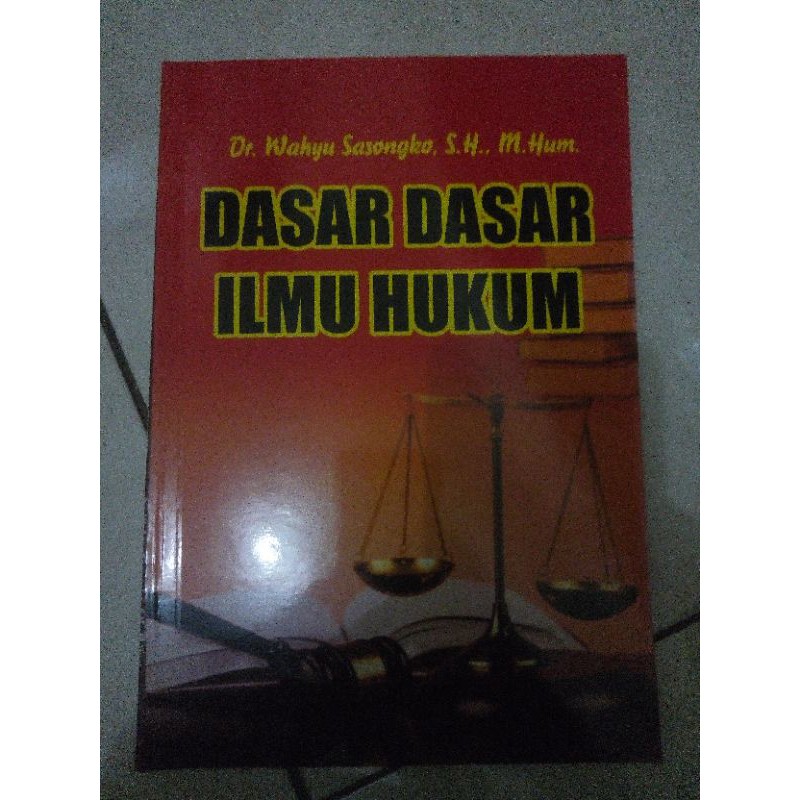 Dr. Wahyu Sasongko, S.H., M.Hum.
DASAR DASAR
ILMU HUKUM